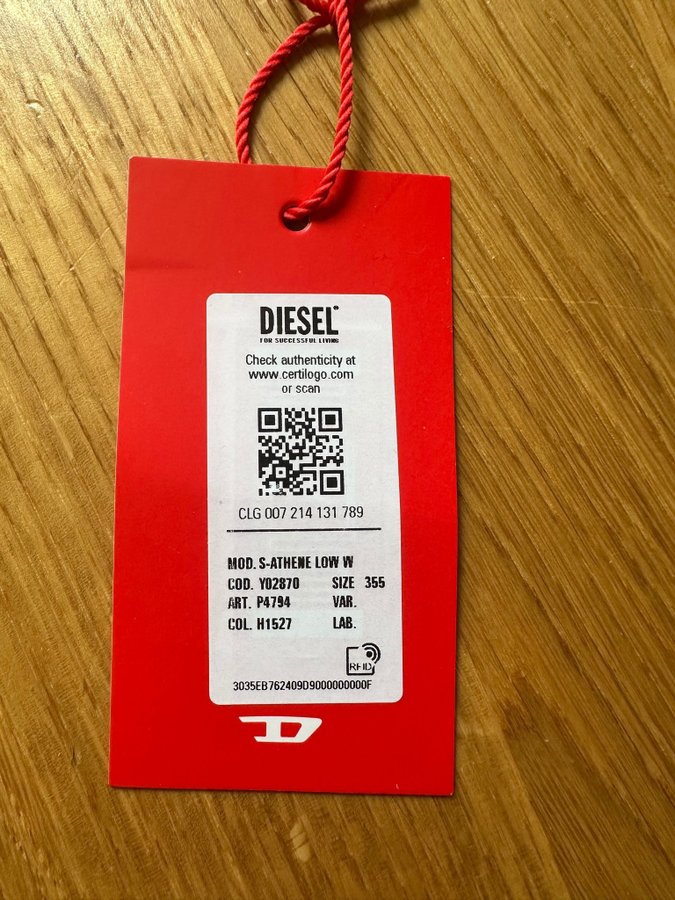 DIESEL®
FOR SUCCESSFUL LIVING
Check authenticity at
www.certilogo.com
or scan
CLG 007 214 131 789
MOD. S-ATHENE LOW W
COD. Y02870 SIZE 355
ART. P4794 VAR.
COL. H1527 LAB.
RFID
3035EB762409D9000000000F
D